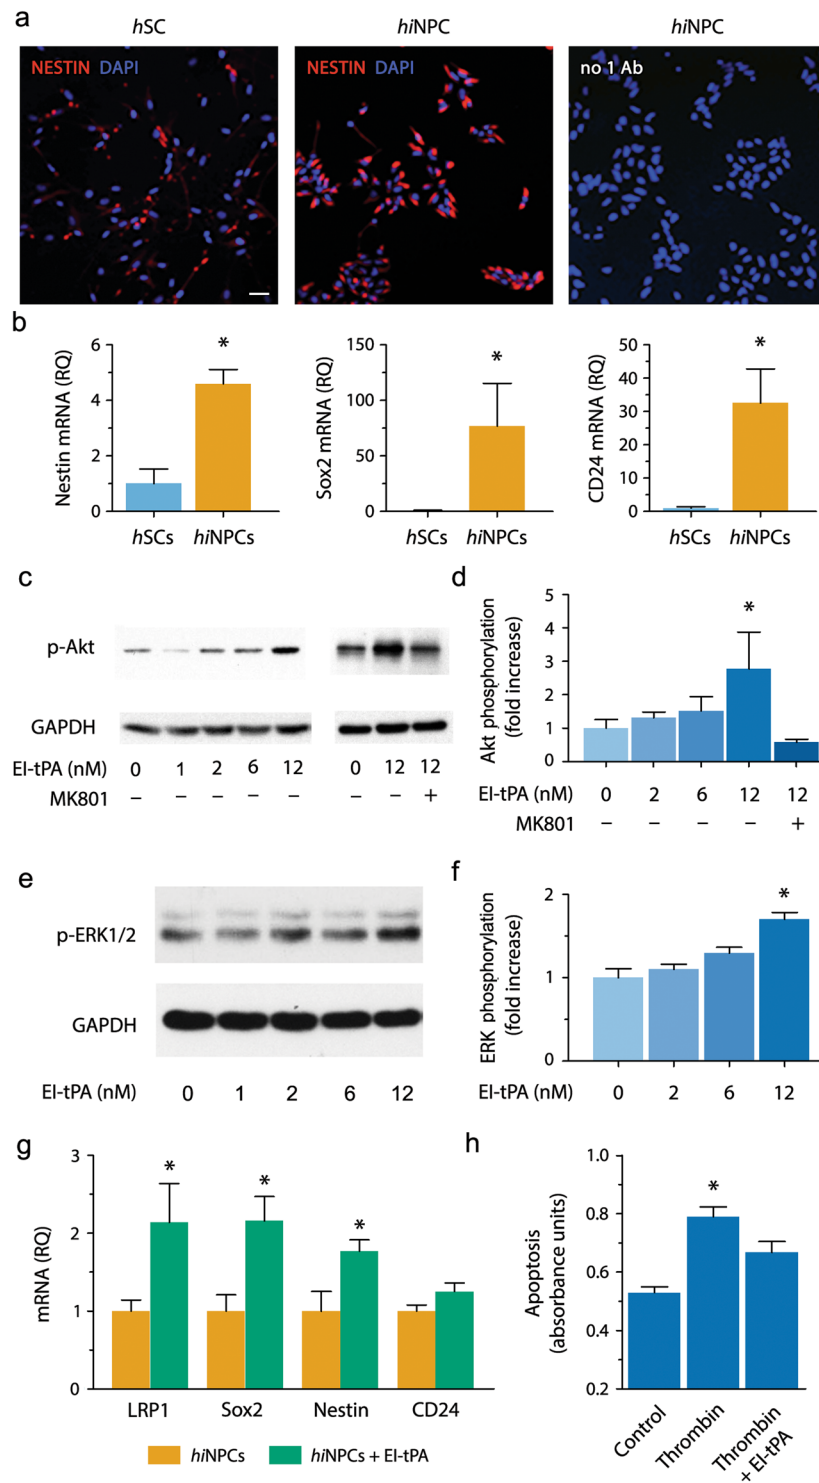 a
hSC
hiNPC
hiNPC
NESTIN DAPI
NESTIN DAPI
no 1 Ab
b
Nestin mRNA (RQ)
6
4
2
0
*
hSCs hiNPCs
Sox2 mRNA (RQ)
150
100
75
50
25
0
*
hSCs hiNPCs
CD24 mRNA (RQ)
50
40
30
20
10
0
*
hSCs hiNPCs
c
p-Akt
GAPDH
EI-tPA (nM) 0 1 2 6 12 0 12 12
MK801 – – – – – – – +
d
Akt phosphorylation
(fold increase)
5
4
3
2
1
0
*
EI-tPA (nM) 0 2 6 12 12
MK801 – – – – +
e
p-ERK1/2
GAPDH
EI-tPA (nM) 0 1 2 6 12
f
ERK phosphorylation
(fold increase)
2
1
0
*
EI-tPA (nM) 0 2 6 12
g
mRNA (RQ)
3
2
1
0
* * *
LRP1 Sox2 Nestin CD24
hiNPCs hiNPCs + EI-tPA
h
Apoptosis
(absorbance units)
1.0
0.8
0.6
0.4
0.2
*
Control
Thrombin
Thrombin
+ EI-tPA